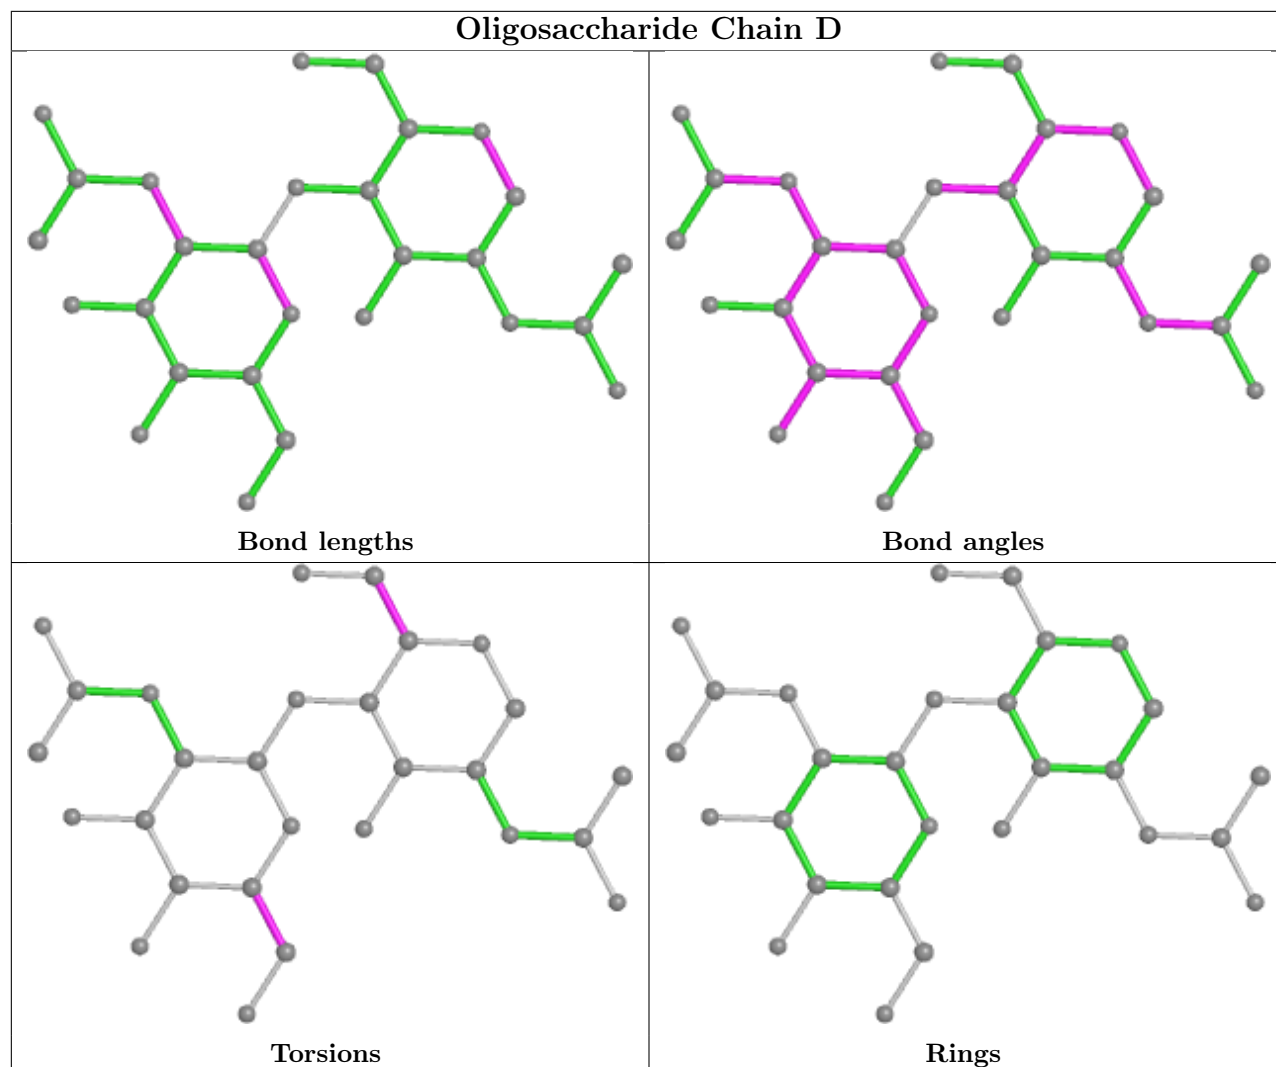 Oligosaccharide Chain D
Bond lengths
Bond angles
Torsions
Rings